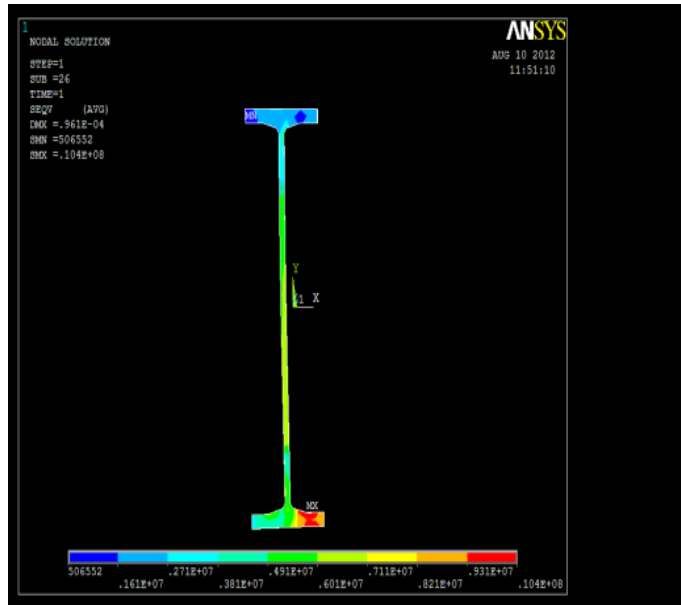 1
NODAL SOLUTION
ANSYS
AUG 10 2012
11:51:10
STEP=1
SUB =26
TIME=1
SEQV (AVG)
DMX =.961E-04
SMN =506552
SMX =.104E+08
MN
Y
X
MX
506552 .271E+07 .491E+07 .711E+07 .931E+07
.161E+07 .381E+07 .601E+07 .821E+07 .104E+08